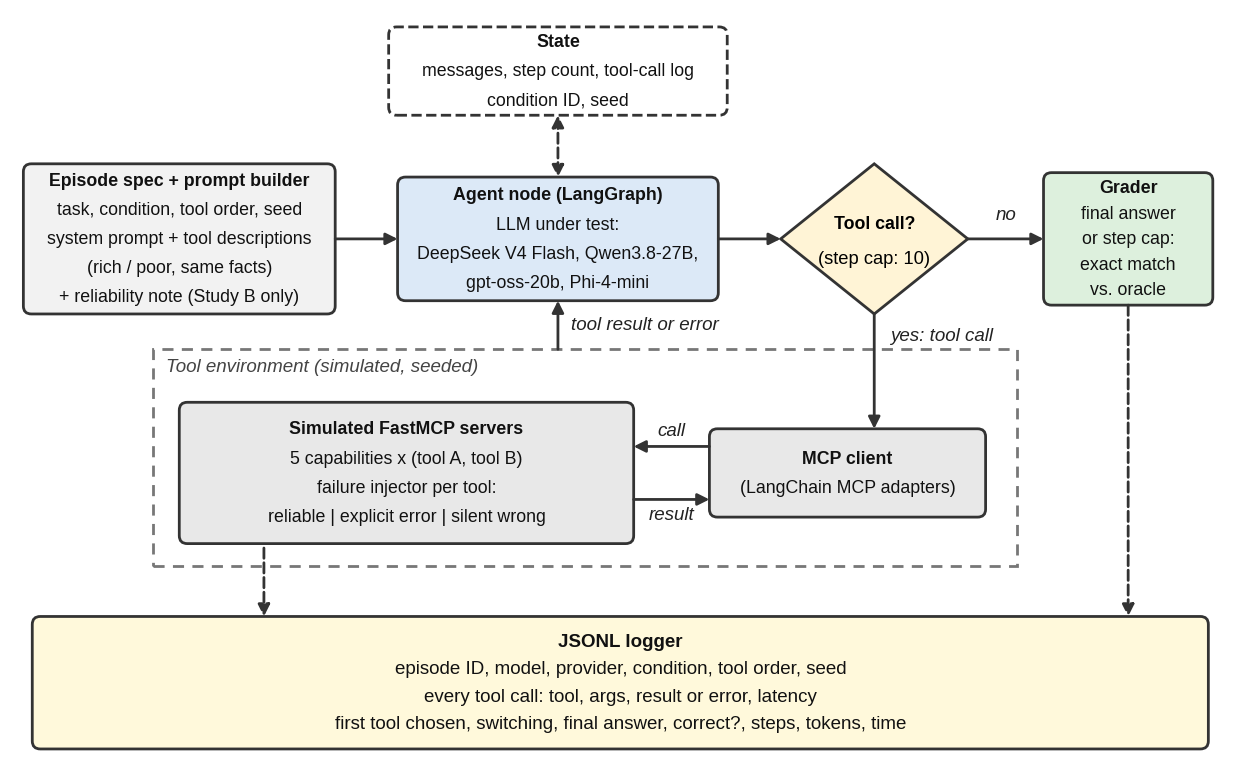 State
messages, step count, tool-call log
condition ID, seed
Episode spec + prompt builder
task, condition, tool order, seed
system prompt + tool descriptions
(rich / poor, same facts)
+ reliability note (Study B only)
Agent node (LangGraph)
LLM under test:
DeepSeek V4 Flash, Qwen3.8-27B,
gpt-oss-20b, Phi-4-mini
Tool call?
(step cap: 10)
no
Grader
final answer
or step cap:
exact match
vs. oracle
tool result or error
yes: tool call
Tool environment (simulated, seeded)
Simulated FastMCP servers
5 capabilities x (tool A, tool B)
failure injector per tool:
reliable | explicit error | silent wrong
call
result
MCP client
(LangChain MCP adapters)
JSONL logger
episode ID, model, provider, condition, tool order, seed
every tool call: tool, args, result or error, latency
first tool chosen, switching, final answer, correct?, steps, tokens, time